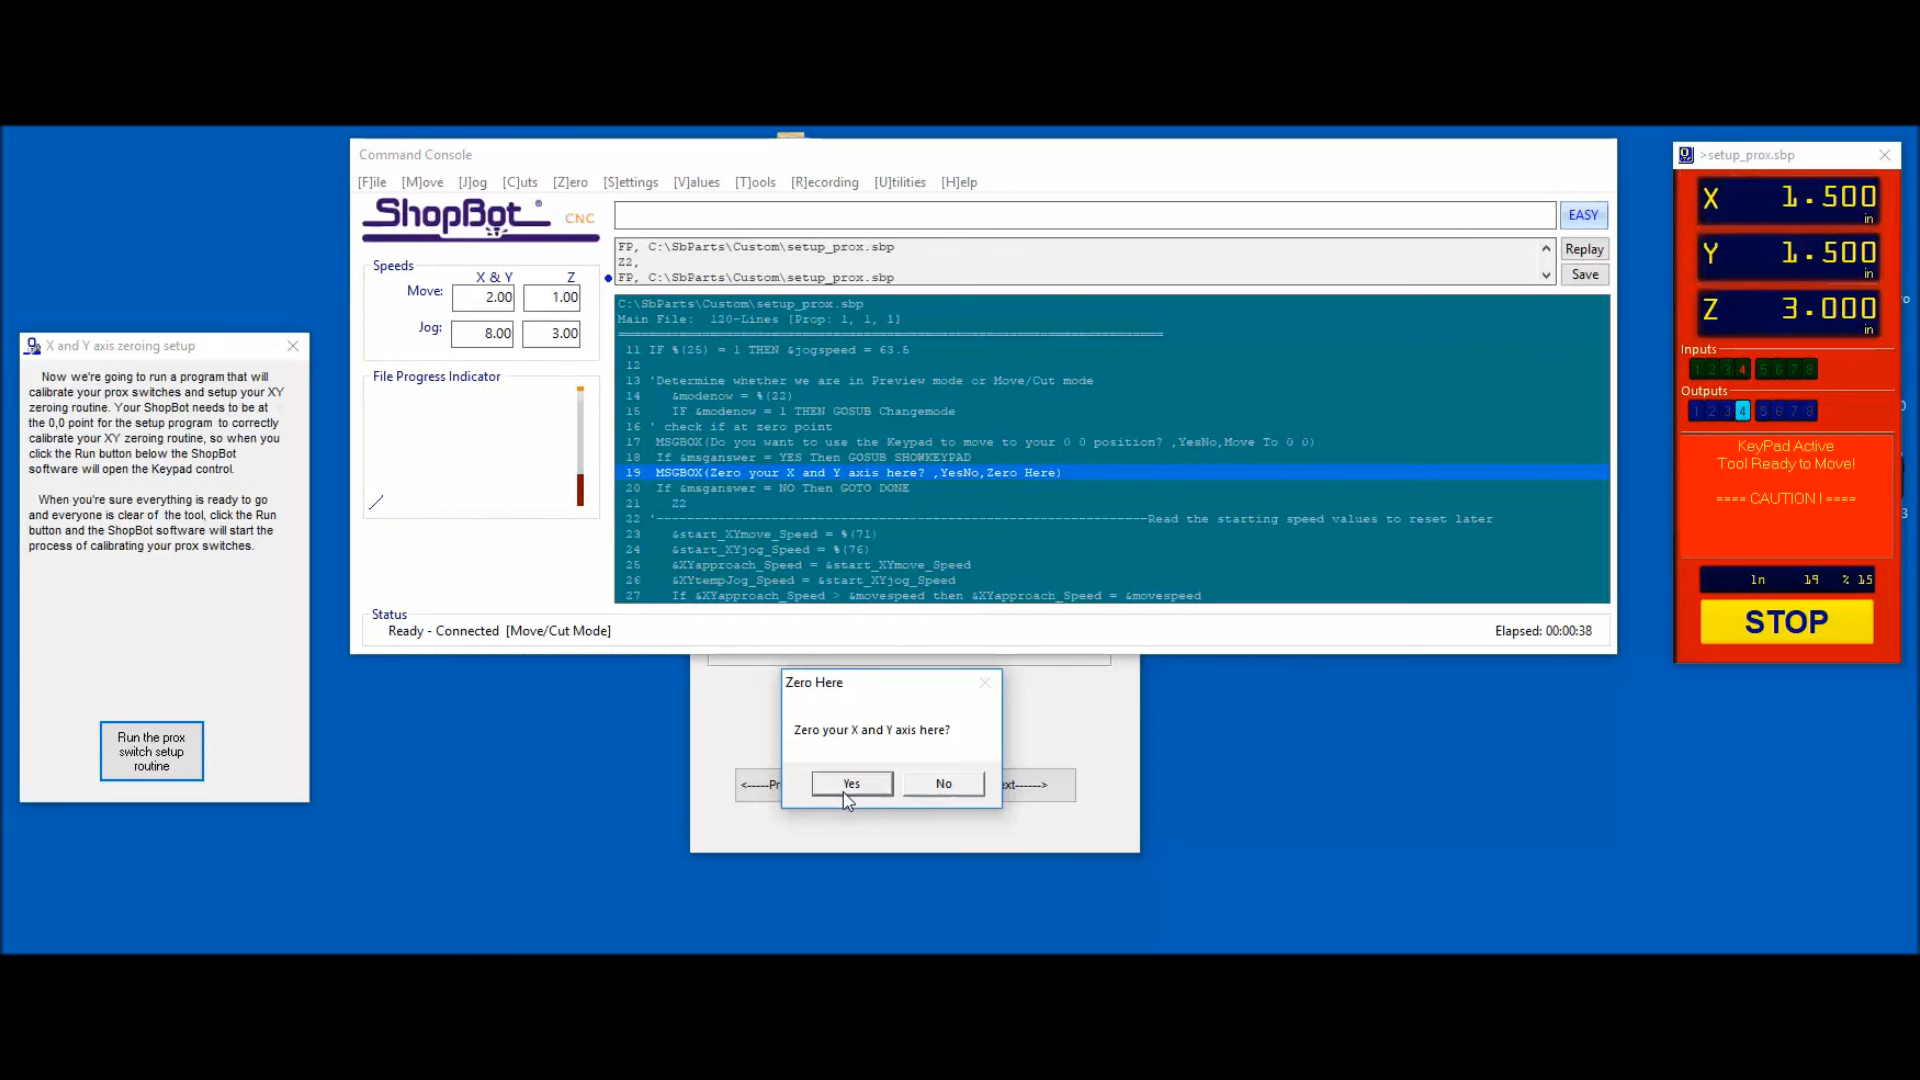 Command Console
[F]ile [M]ove [J]og [C]uts [Z]ero [S]ettings [V]alues [T]ools [R]ecording [U]tilities [H]elp
ShopBot® CNC
EASY
FP, C:\SbParts\Custom\setup_prox.sbp
Z2,
FP, C:\SbParts\Custom\setup_prox.sbp
Replay
Save
Speeds
X & Y Z
Move: 2.00 1.00
Jog: 8.00 3.00
File Progress Indicator
C:\SbParts\Custom\setup_prox.sbp
Main File: 120-Lines [Prop: 1, 1, 1]
11 IF %(25) = 1 THEN &jogspeed = 63.5
12
13 'Determine whether we are in Preview mode or Move/Cut mode
14 &modenow = %(22)
15 IF &modenow = 1 THEN GOSUB Changemode
16 ' check if at zero point
17 MSGBOX(Do you want to use the Keypad to move to your 0 0 position? ,YesNo,Move To 0 0)
18 If &msganswer = YES Then GOSUB SHOWKEYPAD
19 MSGBOX(Zero your X and Y axis here? ,YesNo,Zero Here)
20 If &msganswer = NO Then GOTO DONE
21 Z2
22 '----------------------------------------------------------Read the starting speed values to reset later
23 &start_XYmove_Speed = %(71)
24 &start_XYjog_Speed = %(76)
25 &XYapproach_Speed = &start_XYmove_Speed
26 &XYtempJog_Speed = &start_XYjog_Speed
27 If &XYapproach_Speed > &movespeed then &XYapproach_Speed = &movespeed
Status
Ready - Connected [Move/Cut Mode]
Elapsed: 00:00:38
X and Y axis zeroing setup
Now we're going to run a program that will
calibrate your prox switches and setup your XY
zeroing routine. Your ShopBot needs to be at
the 0,0 point for the setup program to correctly
calibrate your XY zeroing routine, so when you
click the Run button below the ShopBot
software will open the Keypad control.
When you're sure everything is ready to go
and everyone is clear of the tool, click the Run
button and the ShopBot software will start the
process of calibrating your prox switches.
Run the prox
switch setup
routine
Zero Here
Zero your X and Y axis here?
Yes
No
<-----Pr
ext----->
>setup_prox.sbp
X 1.500
in
Y 1.500
in
Z 3.000
in
Inputs
1 2 3 4 5 6 7 8
Outputs
1 2 3 4 5 6 7 8
KeyPad Active
Tool Ready to Move!
==== CAUTION ! ====
ln 19 % 15
STOP